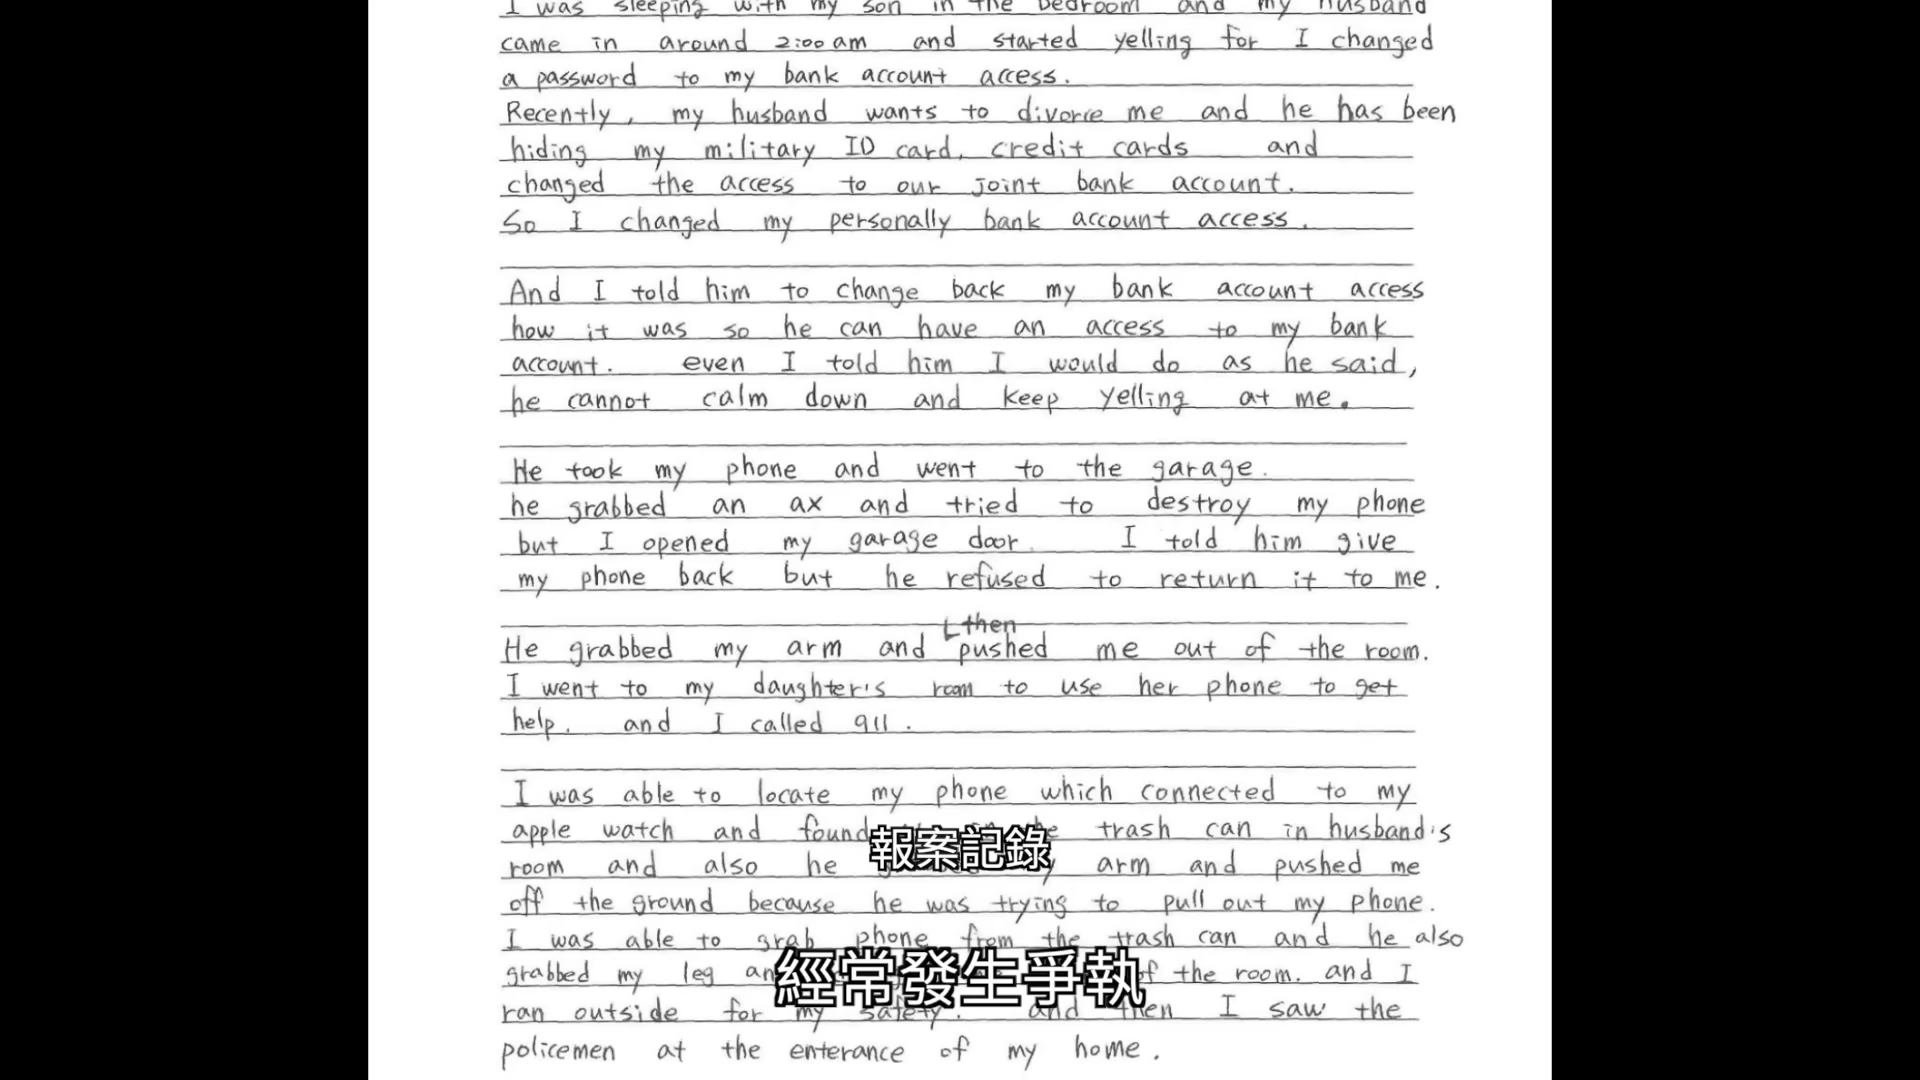 I was sleeping with my son in the bedroom and my husband
came in around 2:00 am and started yelling for I changed
a password to my bank account access.
Recently, my husband wants to divorce me and he has been
hiding my military ID card, credit cards and
changed the access to our joint bank account.
So I changed my personally bank account access.
And I told him to change back my bank account access
how it was so he can have an access to my bank
account. even I told him I would do as he said,
he cannot calm down and keep yelling at me.
He took my phone and went to the garage.
he grabbed an ax and tried to destroy my phone
but I opened my garage door. I told him give
my phone back but he refused to return it to me.
He grabbed my arm and then pushed me out of the room.
I went to my daughter's room to use her phone to get
help. and I called 911.
I was able to locate my phone which connected to my
apple watch and found trash can in husband's
room and also he arm and pushed me
off the ground because he was trying to pull out my phone.
I was able to grab phone from the trash can and he also
grabbed my leg of the room. and I
ran outside for my safety. and then I saw the
policemen at the enterance of my home.
報案記錄
經常發生爭執